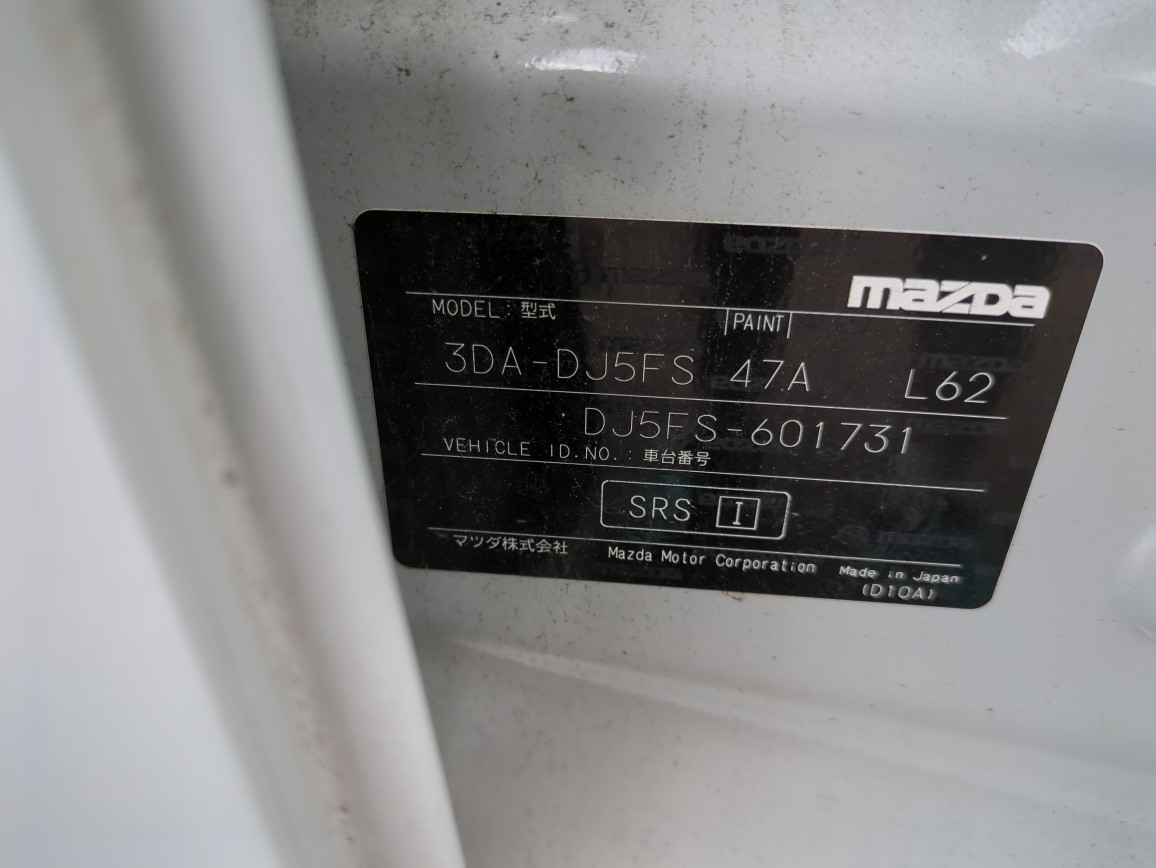 mazda
MODEL: 型式 |PAINT|
3DA-DJ5FS 47A L62
DJ5FS-601731
VEHICLE ID.NO.: 車台番号
SRS I
マツダ株式会社 Mazda Motor Corporation Made in Japan
(D10A)